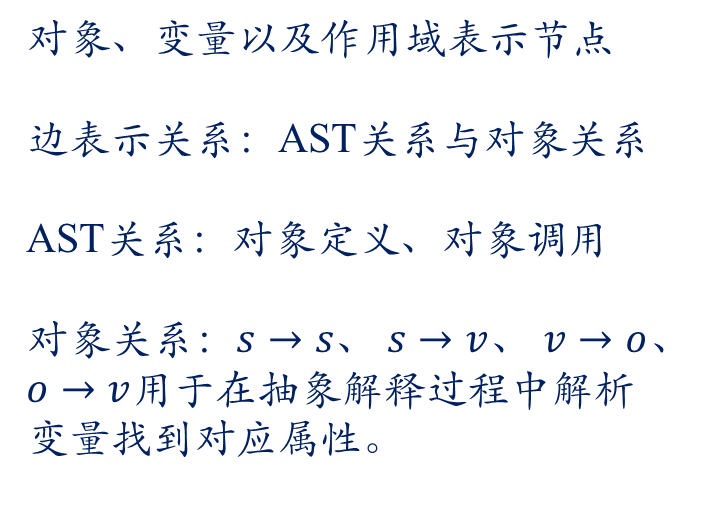 对象、变量以及作用域表示节点
边表示关系：AST关系与对象关系
AST关系：对象定义、对象调用
对象关系：s → s、 s → v、 v → o、
o → v用于在抽象解释过程中解析
变量找到对应属性。